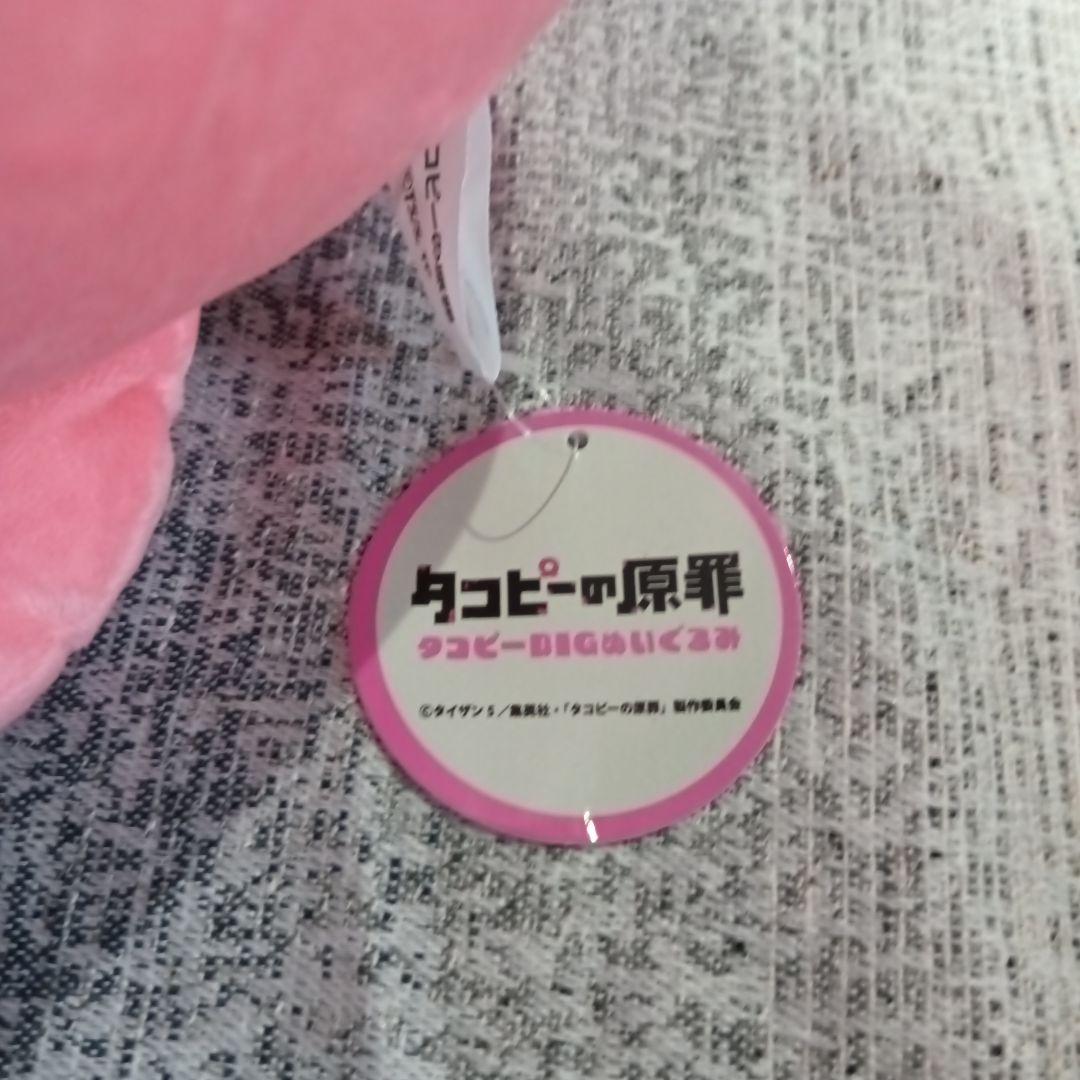 タコピーの原罪
タコピーBIGぬいぐるみ
©タイザン5／集英社・「タコピーの原罪」製作委員会